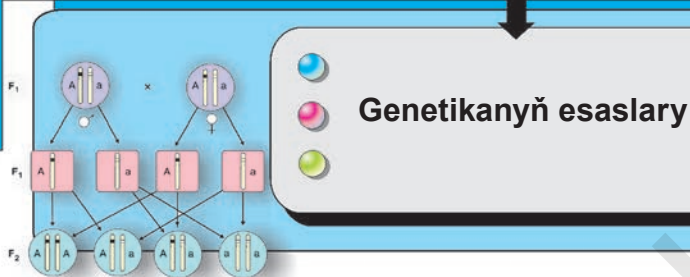 F₁ A a × A a
Genetikanyň esaslary
♂ ♀
F₁ A a A a
F₂ A A A a A a a a